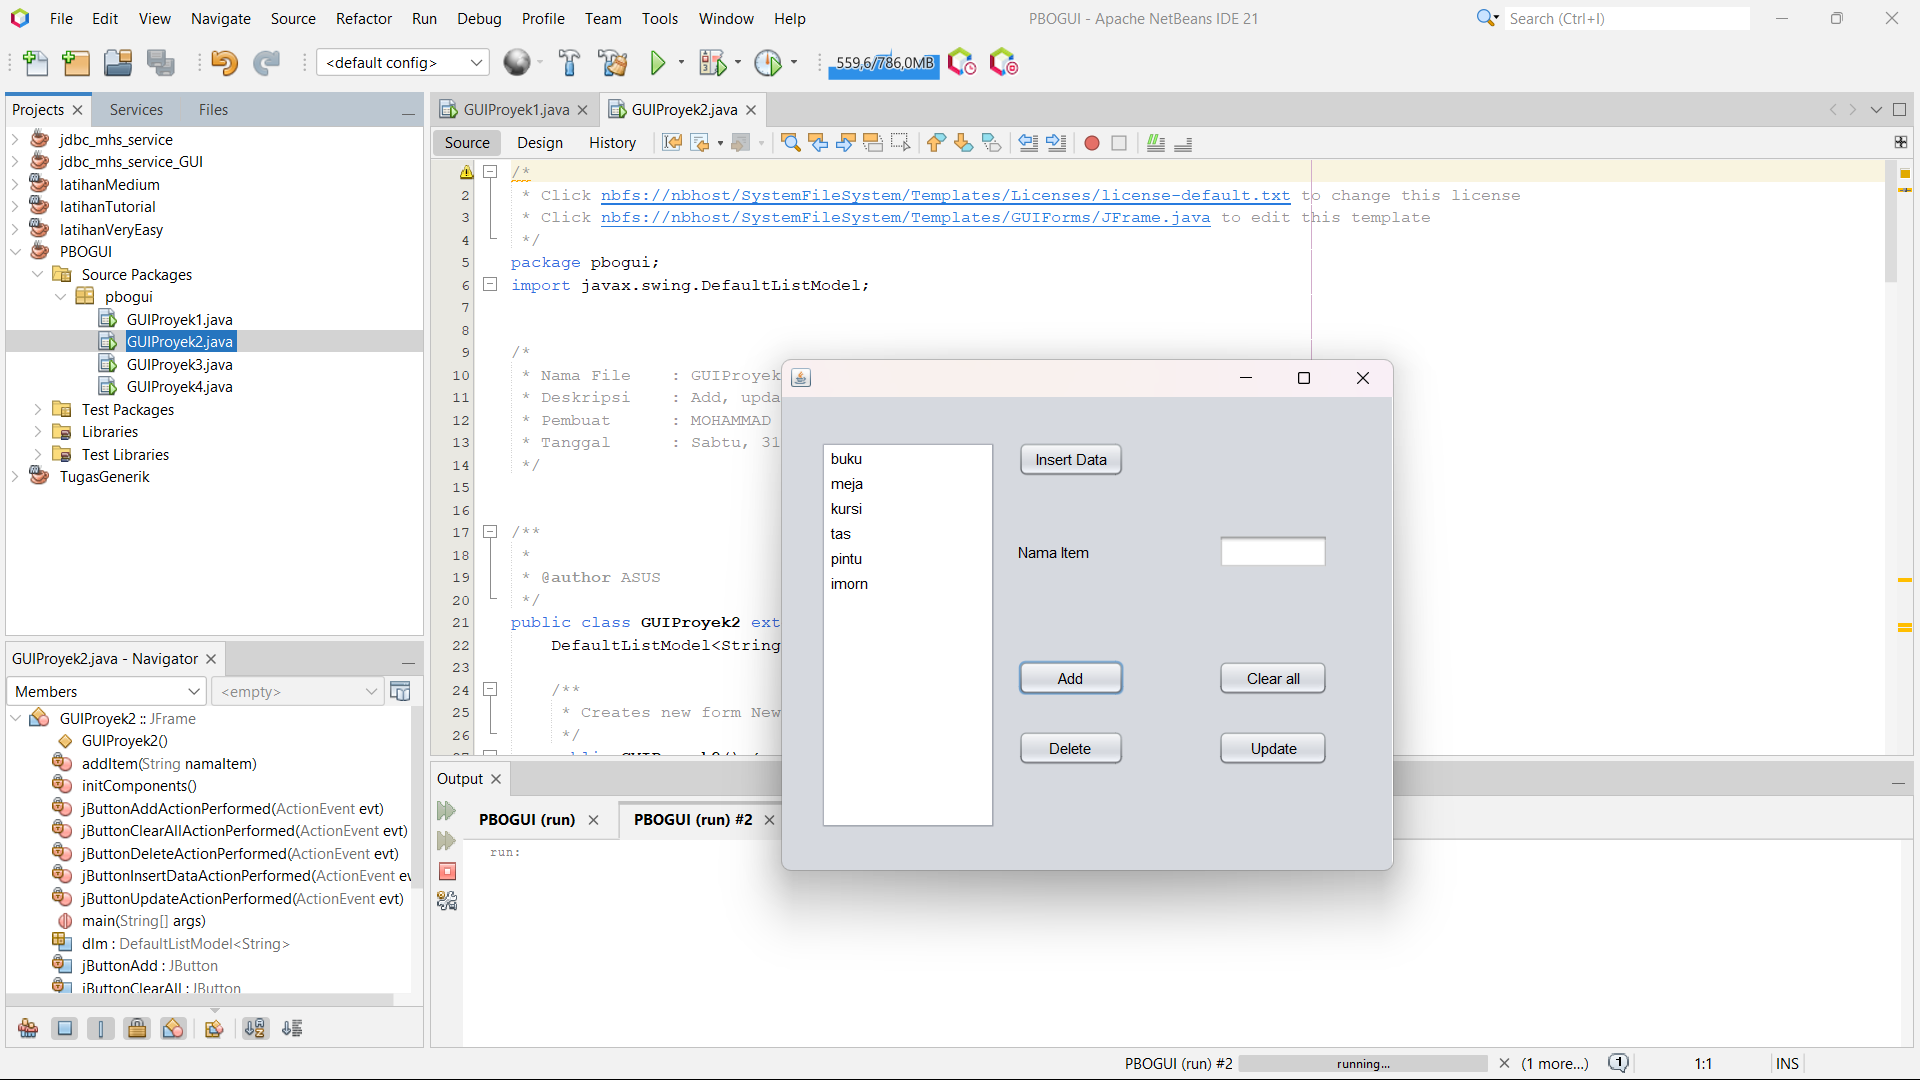 File Edit View Navigate Source Refactor Run Debug Profile Team Tools Window Help
PBOGUI - Apache NetBeans IDE 21
Search (Ctrl+I)
<default config>
559,6/786,0MB
Projects Services Files
jdbc_mhs_service
jdbc_mhs_service_GUI
latihanMedium
latihanTutorial
latihanVeryEasy
PBOGUI
Source Packages
pbogui
GUIProyek1.java
GUIProyek2.java
GUIProyek3.java
GUIProyek4.java
Test Packages
Libraries
Test Libraries
TugasGenerik
GUIProyek2.java - Navigator
Members
<empty>
GUIProyek2 :: JFrame
GUIProyek2()
addItem(String namaItem)
initComponents()
jButtonAddActionPerformed(ActionEvent evt)
jButtonClearAllActionPerformed(ActionEvent evt)
jButtonDeleteActionPerformed(ActionEvent evt)
jButtonInsertDataActionPerformed(ActionEvent ev
jButtonUpdateActionPerformed(ActionEvent evt)
main(String[] args)
dlm : DefaultListModel<String>
jButtonAdd : JButton
jButtonClearAll : JButton
GUIProyek1.java GUIProyek2.java
Source Design History
/*
2 * Click nbfs://nbhost/SystemFileSystem/Templates/Licenses/license-default.txt to change this license
3 * Click nbfs://nbhost/SystemFileSystem/Templates/GUIForms/JFrame.java to edit this template
4 */
5 package pbogui;
6 import javax.swing.DefaultListModel;
7
8
9 /*
10 * Nama File : GUIProyek
11 * Deskripsi : Add, upda
12 * Pembuat : MOHAMMAD
13 * Tanggal : Sabtu, 31
14 */
15
16
17 /**
18 *
19 * @author ASUS
20 */
21 public class GUIProyek2 ext
22 DefaultListModel<String
23
24 /**
25 * Creates new form New
26 */
buku
meja
kursi
tas
pintu
imorn
Insert Data
Nama Item
Add
Clear all
Delete
Update
Output
PBOGUI (run) PBOGUI (run) #2
run:
PBOGUI (run) #2 running... (1 more...) 1 1:1 INS